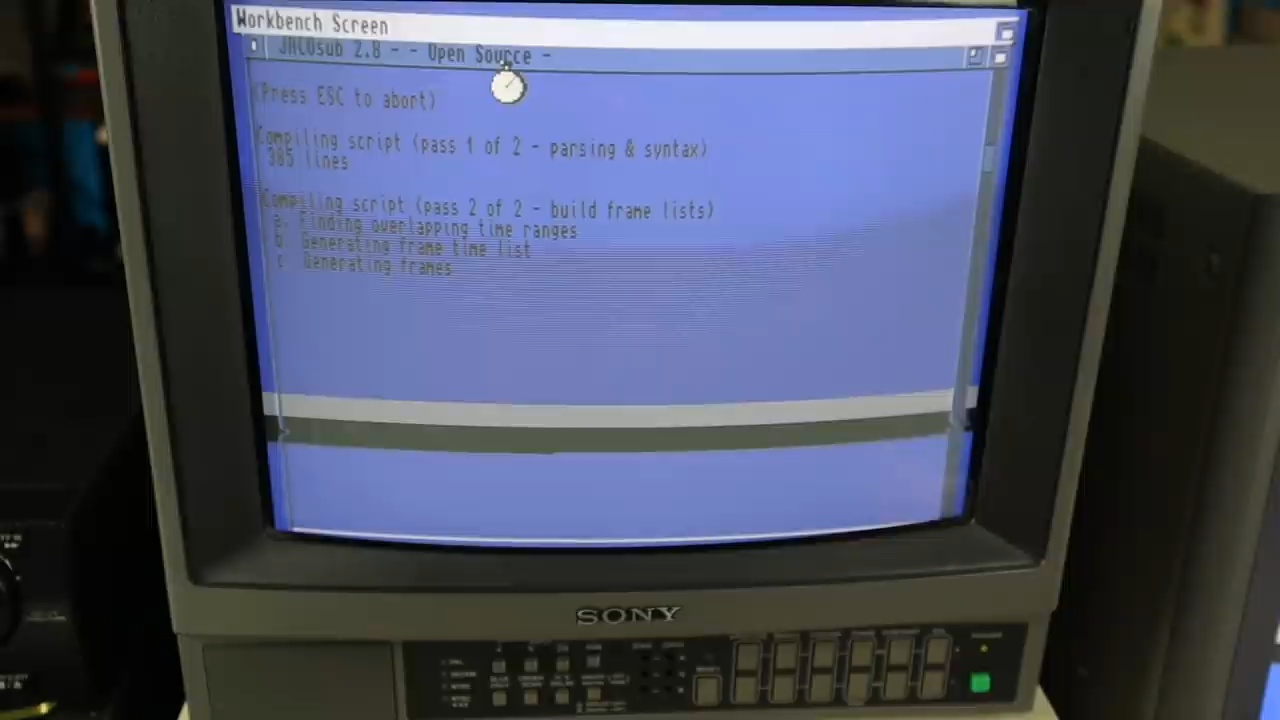 Workbench Screen
JACOsub 2.8 - - Open Source -
(Press ESC to abort)
Compiling script (pass 1 of 2 - parsing & syntax)
385 lines
Compiling script (pass 2 of 2 - build frame lists)
a. Finding overlapping time ranges
b. Generating frame time list
c. Generating frames
SONY